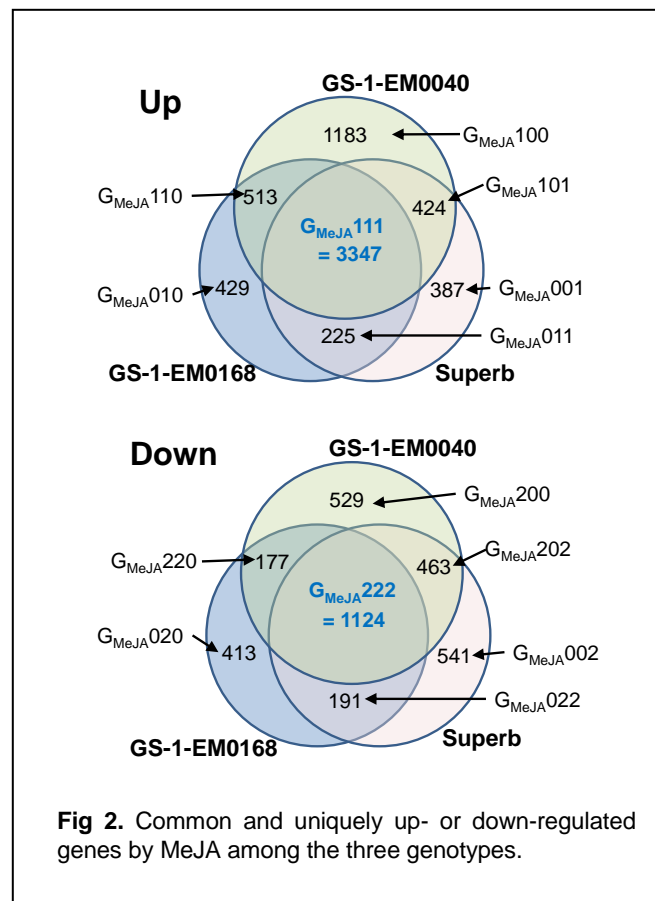 GS-1-EM0040
Up
1183
GMeJA100
GMeJA110
513
424
GMeJA101
GMeJA111
= 3347
GMeJA010
429
387
GMeJA001
225
GMeJA011
GS-1-EM0168
Superb
Down
GS-1-EM0040
529
GMeJA200
GMeJA220
177
463
GMeJA202
GMeJA222
= 1124
GMeJA020
413
541
GMeJA002
191
GMeJA022
GS-1-EM0168
Superb
Fig 2. Common and uniquely up- or down-regulated
genes by MeJA among the three genotypes.